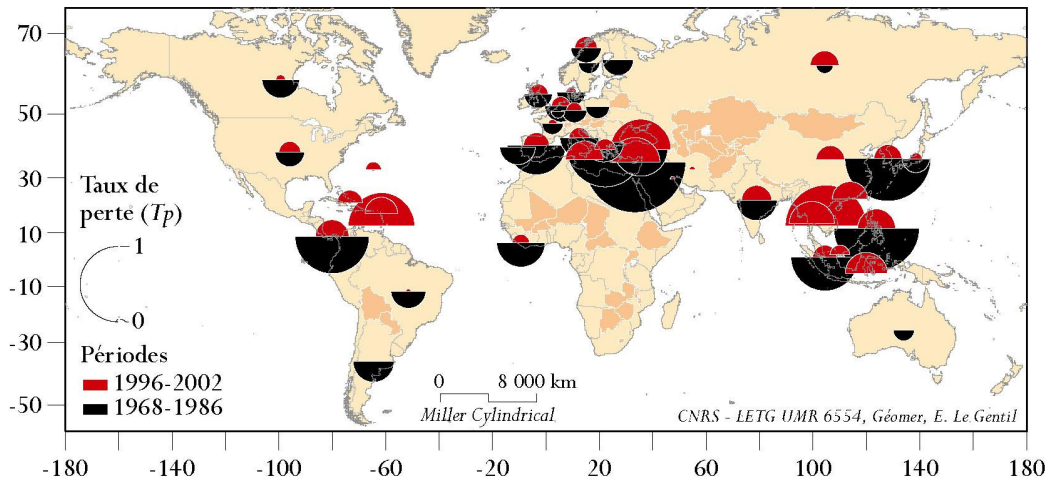 70
50
30
10
-10
-30
-50
Taux de
perte (Tp)
1
0
Périodes
1996-2002
1968-1986
0 8 000 km
Miller Cylindrical
CNRS - LETG UMR 6554, Géomer, E. Le Gentil
-180 -140 -100 -60 -20 20 60 100 140 180